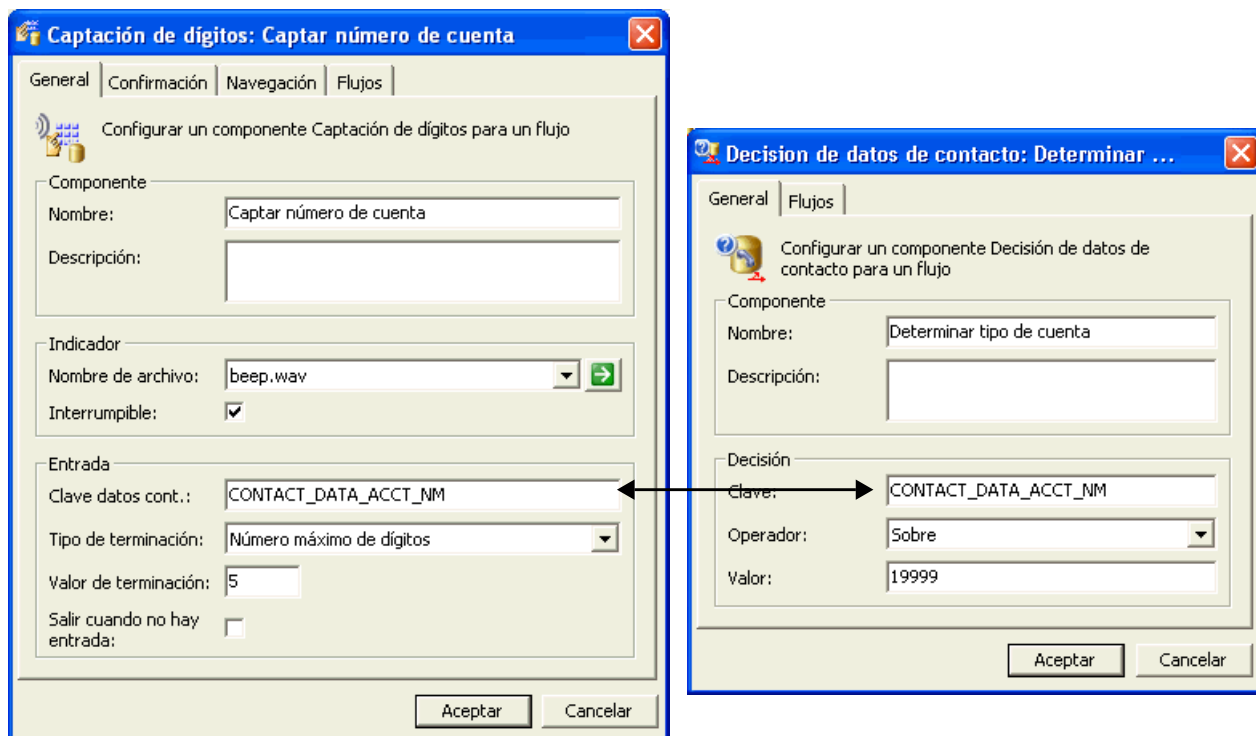 Captación de dígitos: Captar número de cuenta
General
Confirmación
Navegación
Flujos
Configurar un componente Captación de dígitos para un flujo
Componente
Nombre:
Captar número de cuenta
Descripción:
Indicador
Nombre de archivo:
beep.wav
Interrumpible:
Entrada
Clave datos cont.:
CONTACT_DATA_ACCT_NM
Tipo de terminación:
Número máximo de dígitos
Valor de terminación:
5
Salir cuando no hay
entrada:
Aceptar
Cancelar
Decision de datos de contacto: Determinar ...
General
Flujos
Configurar un componente Decisión de datos de
contacto para un flujo
Componente
Nombre:
Determinar tipo de cuenta
Descripción:
Decisión
Clave:
CONTACT_DATA_ACCT_NM
Operador:
Sobre
Valor:
19999
Aceptar
Cancelar